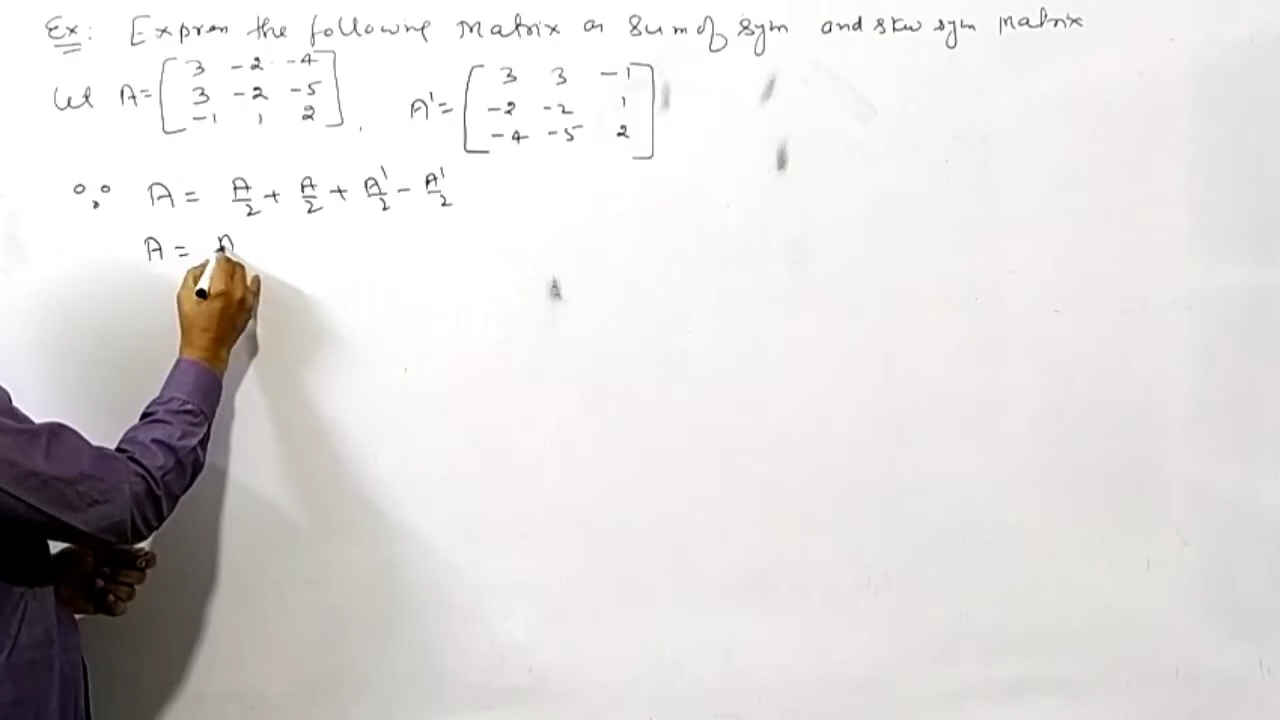 Ex: Express the following Matrix as sum of sym and skw sym Matrix
Let A= [ 3 -2 -4
3 -2 -5
-1 1 2 ], A'= [ 3 3 -1
-2 -2 1
-4 -5 2 ]
∵ A = A/2 + A/2 + A'/2 - A'/2
A = A